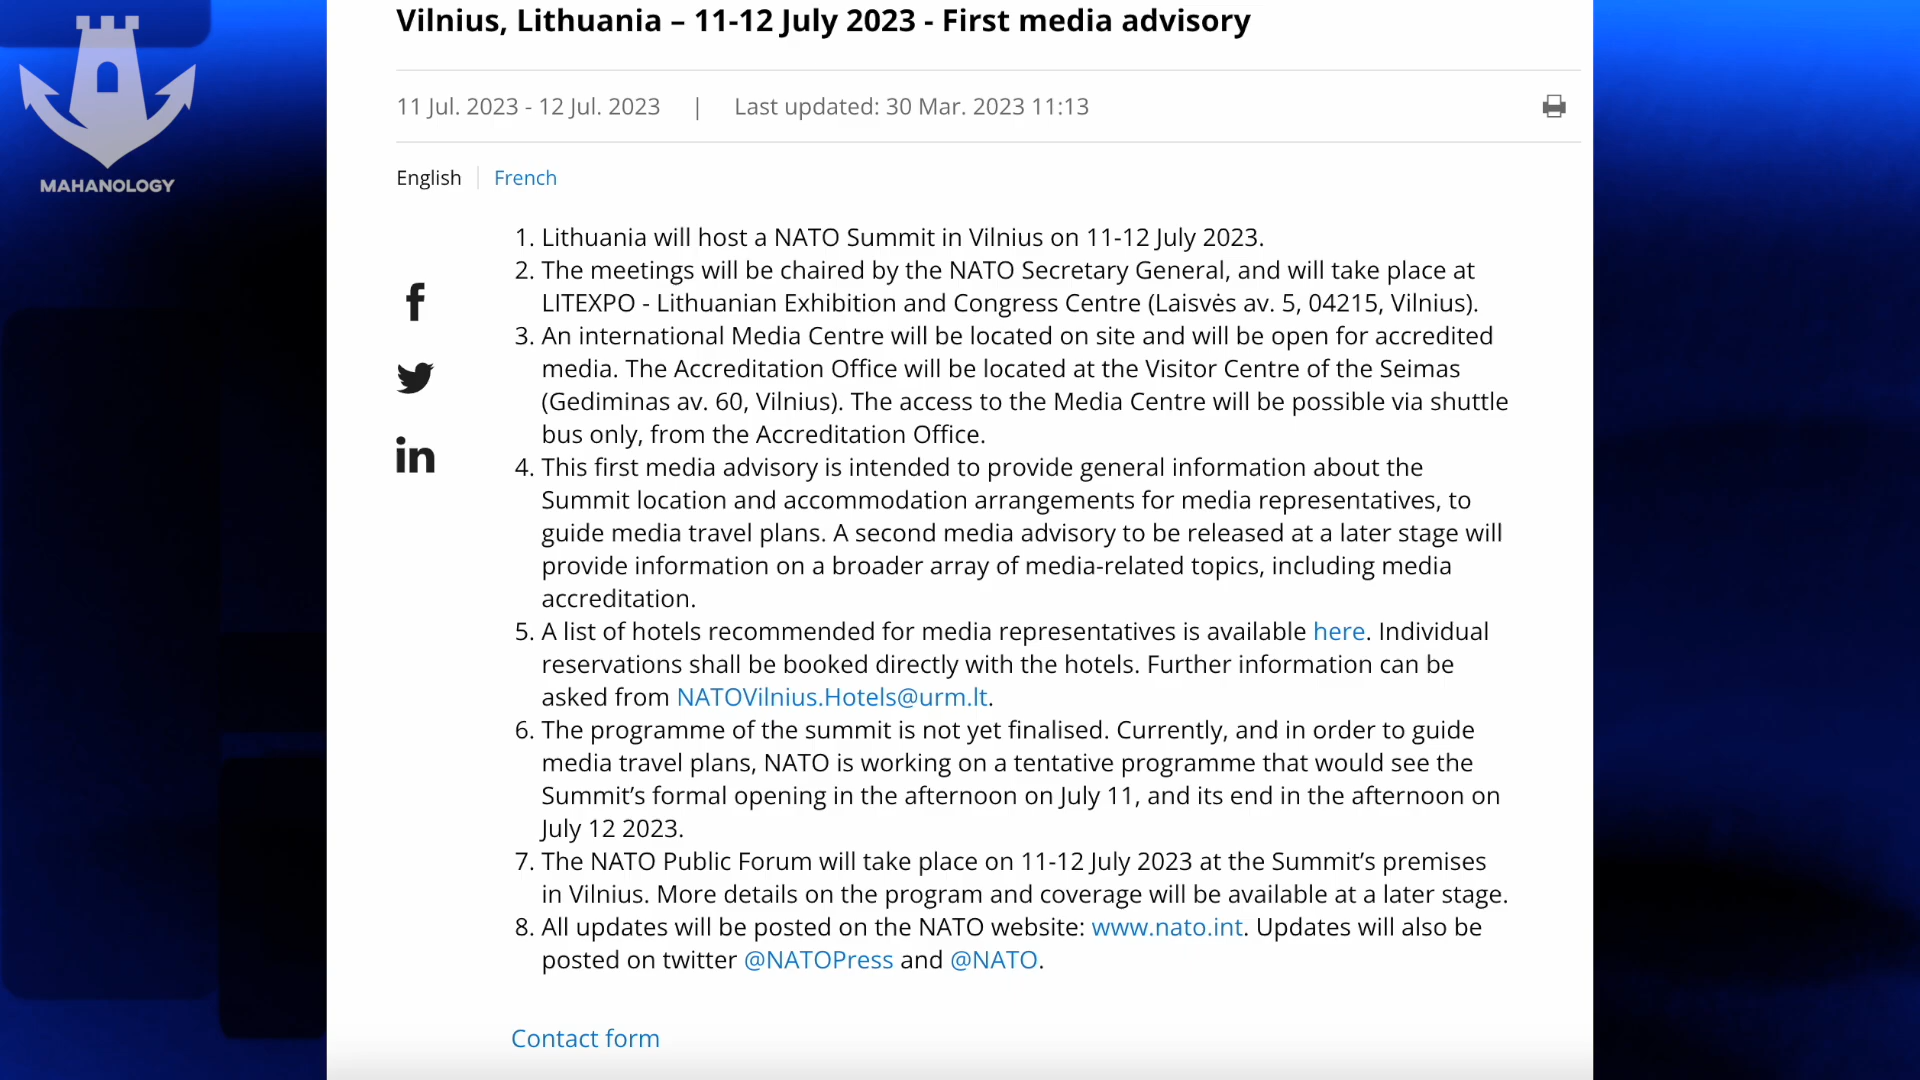 Vilnius, Lithuania – 11-12 July 2023 - First media advisory
11 Jul. 2023 - 12 Jul. 2023 | Last updated: 30 Mar. 2023 11:13
MAHANOLOGY
English | French
1. Lithuania will host a NATO Summit in Vilnius on 11-12 July 2023.
2. The meetings will be chaired by the NATO Secretary General, and will take place at
LITEXPO - Lithuanian Exhibition and Congress Centre (Laisvės av. 5, 04215, Vilnius).
3. An international Media Centre will be located on site and will be open for accredited
media. The Accreditation Office will be located at the Visitor Centre of the Seimas
(Gediminas av. 60, Vilnius). The access to the Media Centre will be possible via shuttle
bus only, from the Accreditation Office.
4. This first media advisory is intended to provide general information about the
Summit location and accommodation arrangements for media representatives, to
guide media travel plans. A second media advisory to be released at a later stage will
provide information on a broader array of media-related topics, including media
accreditation.
5. A list of hotels recommended for media representatives is available here. Individual
reservations shall be booked directly with the hotels. Further information can be
asked from NATOVilnius.Hotels@urm.lt.
6. The programme of the summit is not yet finalised. Currently, and in order to guide
media travel plans, NATO is working on a tentative programme that would see the
Summit’s formal opening in the afternoon on July 11, and its end in the afternoon on
July 12 2023.
7. The NATO Public Forum will take place on 11-12 July 2023 at the Summit’s premises
in Vilnius. More details on the program and coverage will be available at a later stage.
8. All updates will be posted on the NATO website: www.nato.int. Updates will also be
posted on twitter @NATOPress and @NATO.
Contact form